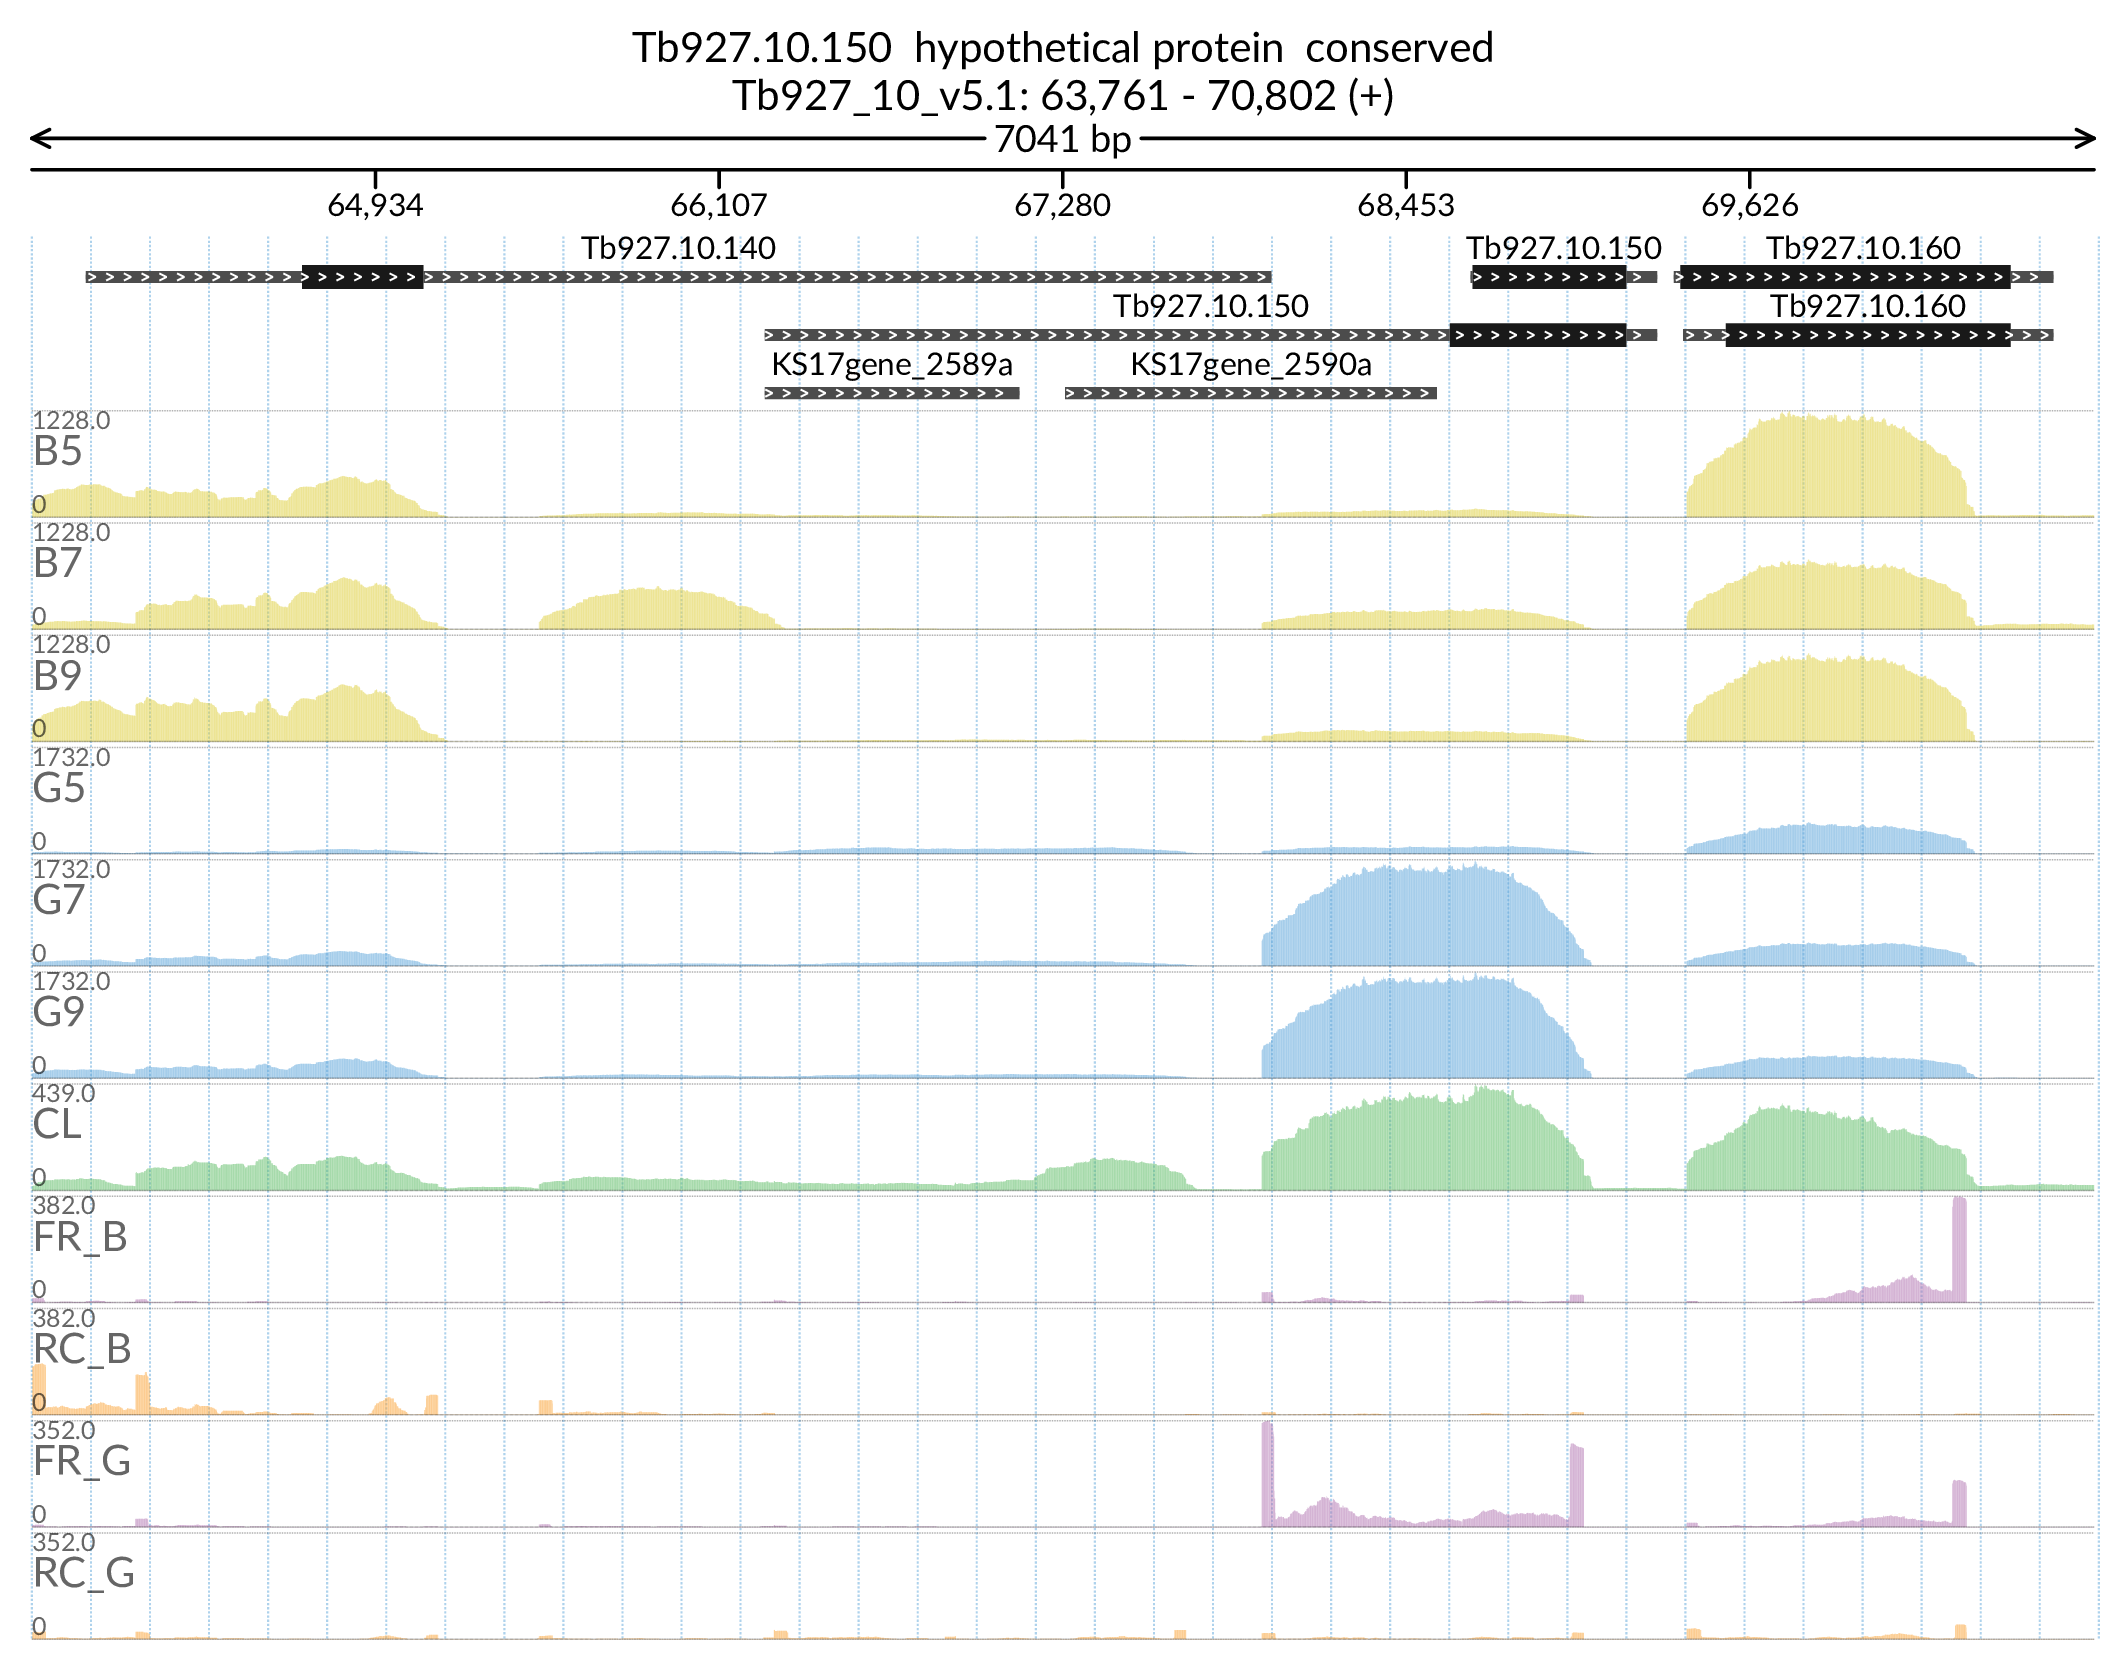 Tb927.10.150  hypothetical protein  conserved
Tb927_10_v5.1: 63,761 - 70,802 (+)
7041 bp
64,934 66,107 67,280 68,453 69,626
Tb927.10.140 Tb927.10.150 Tb927.10.160
Tb927.10.150 Tb927.10.160
KS17gene_2589a KS17gene_2590a
1228.0
B5
0
1228.0
B7
0
1228.0
B9
0
1732.0
G5
0
1732.0
G7
0
1732.0
G9
0
439.0
CL
0
382.0
FR_B
0
382.0
RC_B
0
352.0
FR_G
0
352.0
RC_G
0